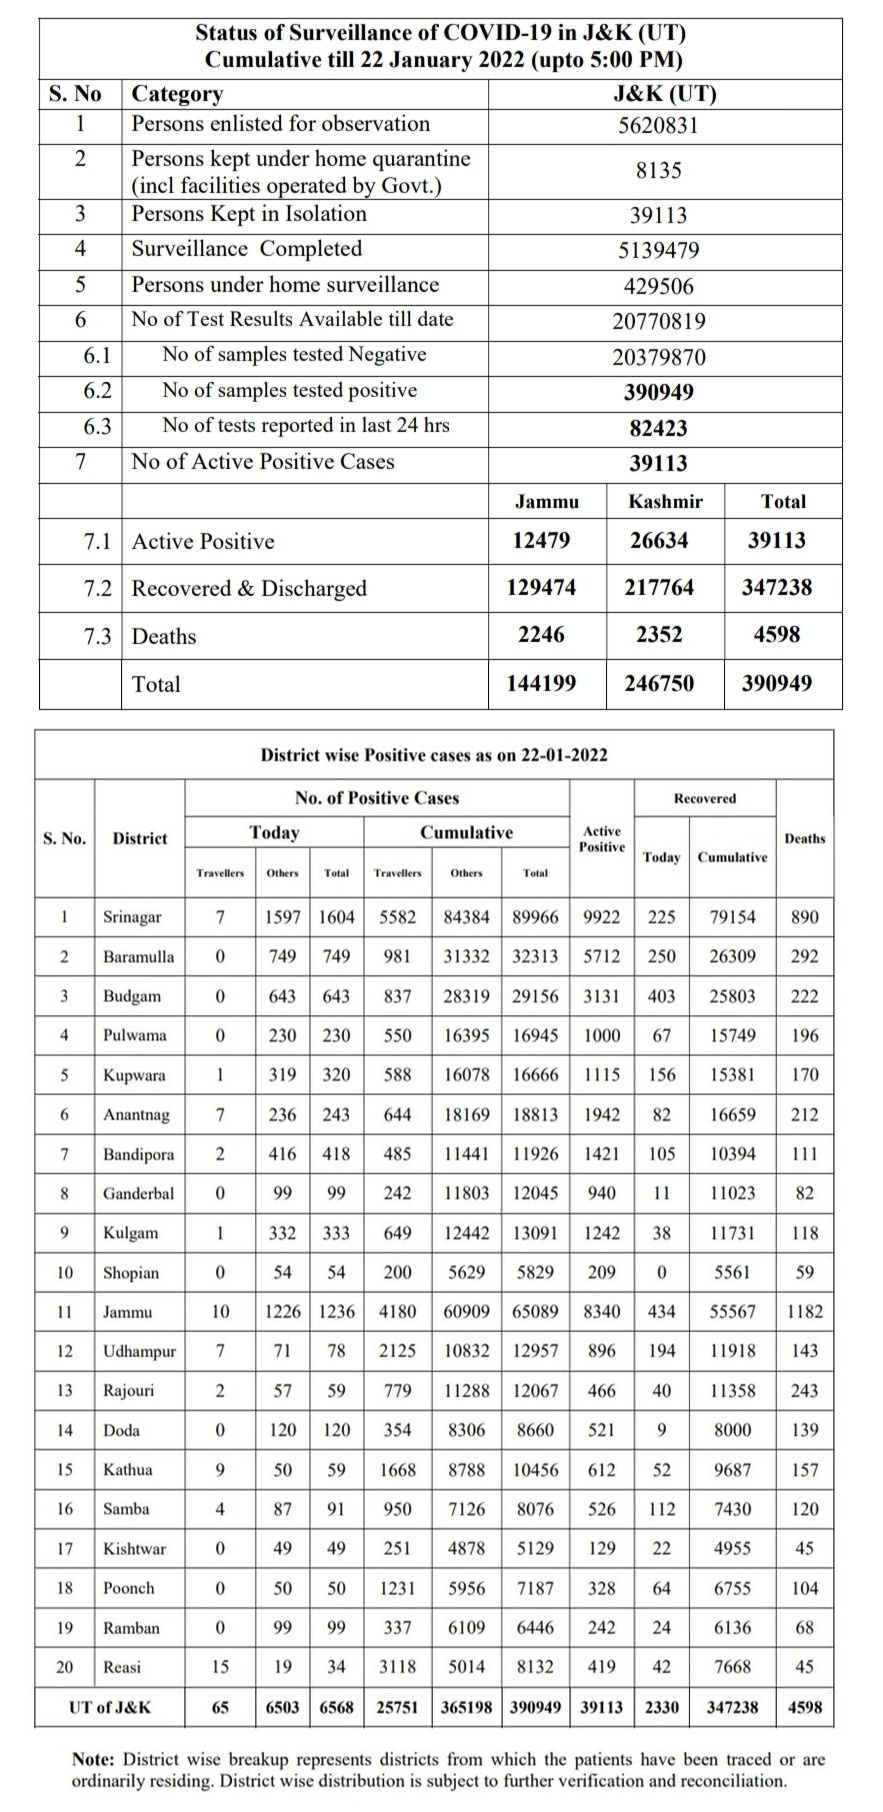 Status of Surveillance of COVID-19 in J&K (UT)
Cumulative till 22 January 2022 (upto 5:00 PM)
S. No Category J&K (UT)
1 Persons enlisted for observation 5620831
2 Persons kept under home quarantine
(incl facilities operated by Govt.) 8135
3 Persons Kept in Isolation 39113
4 Surveillance Completed 5139479
5 Persons under home surveillance 429506
6 No of Test Results Available till date 20770819
6.1 No of samples tested Negative 20379870
6.2 No of samples tested positive 390949
6.3 No of tests reported in last 24 hrs 82423
7 No of Active Positive Cases 39113
Jammu Kashmir Total
7.1 Active Positive 12479 26634 39113
7.2 Recovered & Discharged 129474 217764 347238
7.3 Deaths 2246 2352 4598
Total 144199 246750 390949
District wise Positive cases as on 22-01-2022
No. of Positive Cases Recovered
S. No. District Today Cumulative Active
Positive Deaths
Today Cumulative
Travellers Others Total Travellers Others Total
1 Srinagar 7 1597 1604 5582 84384 89966 9922 225 79154 890
2 Baramulla 0 749 749 981 31332 32313 5712 250 26309 292
3 Budgam 0 643 643 837 28319 29156 3131 403 25803 222
4 Pulwama 0 230 230 550 16395 16945 1000 67 15749 196
5 Kupwara 1 319 320 588 16078 16666 1115 156 15381 170
6 Anantnag 7 236 243 644 18169 18813 1942 82 16659 212
7 Bandipora 2 416 418 485 11441 11926 1421 105 10394 111
8 Ganderbal 0 99 99 242 11803 12045 940 11 11023 82
9 Kulgam 1 332 333 649 12442 13091 1242 38 11731 118
10 Shopian 0 54 54 200 5629 5829 209 0 5561 59
11 Jammu 10 1226 1236 4180 60909 65089 8340 434 55567 1182
12 Udhampur 7 71 78 2125 10832 12957 896 194 11918 143
13 Rajouri 2 57 59 779 11288 12067 466 40 11358 243
14 Doda 0 120 120 354 8306 8660 521 9 8000 139
15 Kathua 9 50 59 1668 8788 10456 612 52 9687 157
16 Samba 4 87 91 950 7126 8076 526 112 7430 120
17 Kishtwar 0 49 49 251 4878 5129 129 22 4955 45
18 Poonch 0 50 50 1231 5956 7187 328 64 6755 104
19 Ramban 0 99 99 337 6109 6446 242 24 6136 68
20 Reasi 15 19 34 3118 5014 8132 419 42 7668 45
UT of J&K 65 6503 6568 25751 365198 390949 39113 2330 347238 4598
Note: District wise breakup represents districts from which the patients have been traced or are
ordinarily residing. District wise distribution is subject to further verification and reconciliation.